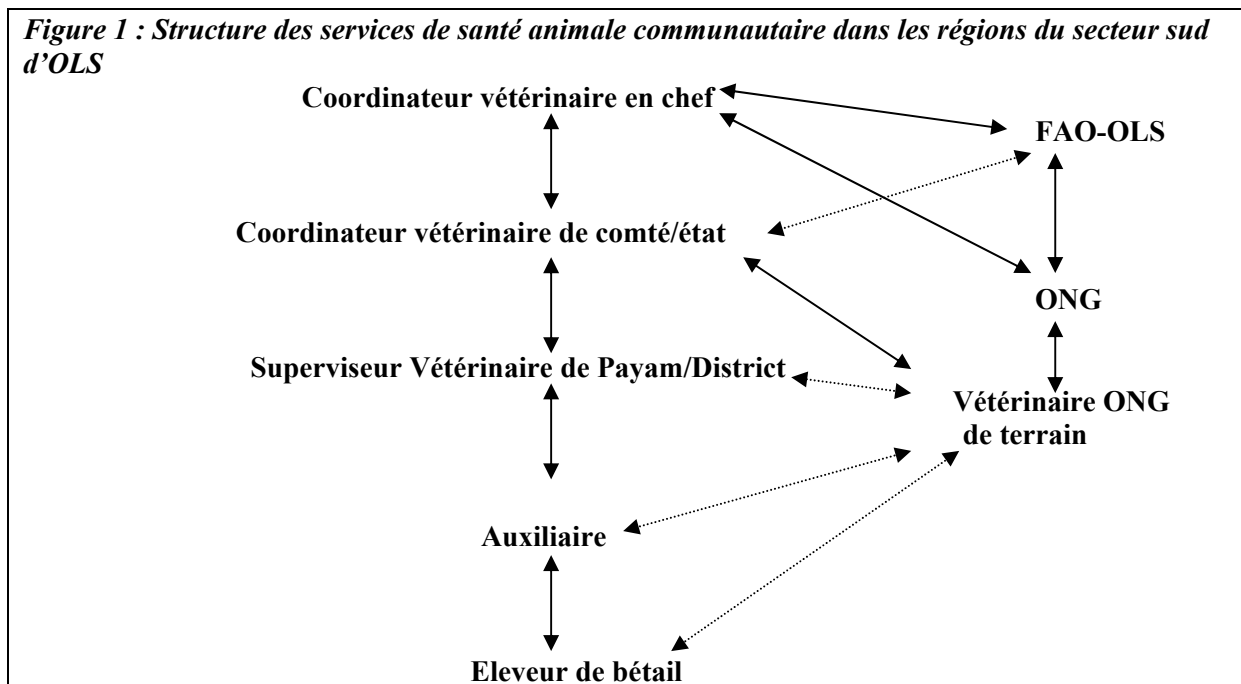 Figure 1 : Structure des services de santé animale communautaire dans les régions du secteur sud
d'OLS
Coordinateur vétérinaire en chef
FAO-OLS
Coordinateur vétérinaire de comté/état
ONG
Superviseur Vétérinaire de Payam/District
Vétérinaire ONG
de terrain
Auxiliaire
Eleveur de bétail